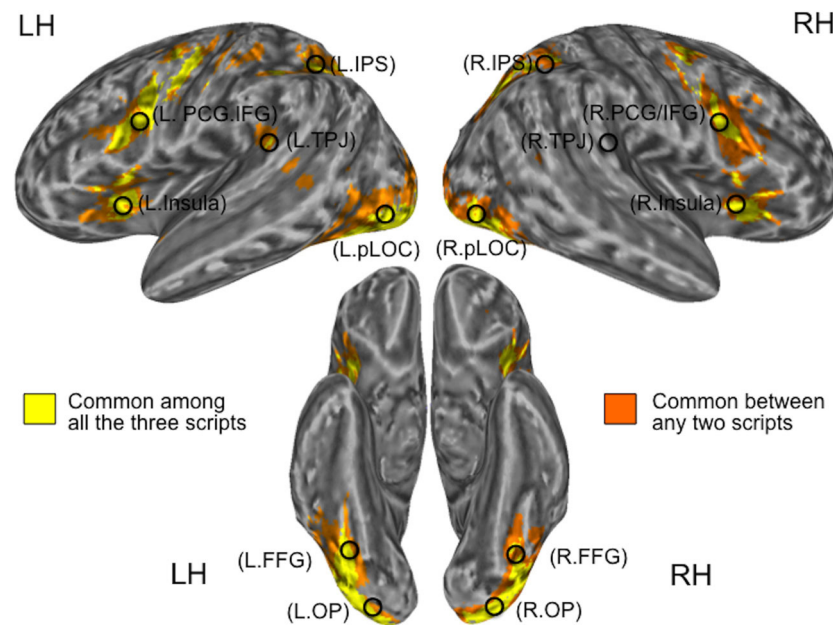 LH
RH
(L.IPS)
(R.IPS)
(L. PCG.IFG)
(R.PCG/IFG)
(L.TPJ)
(R.TPJ)
(L.Insula)
(R.Insula)
(L.pLOC)
(R.pLOC)
Common among
all the three scripts
Common between
any two scripts
(L.FFG)
(R.FFG)
LH
RH
(L.OP)
(R.OP)